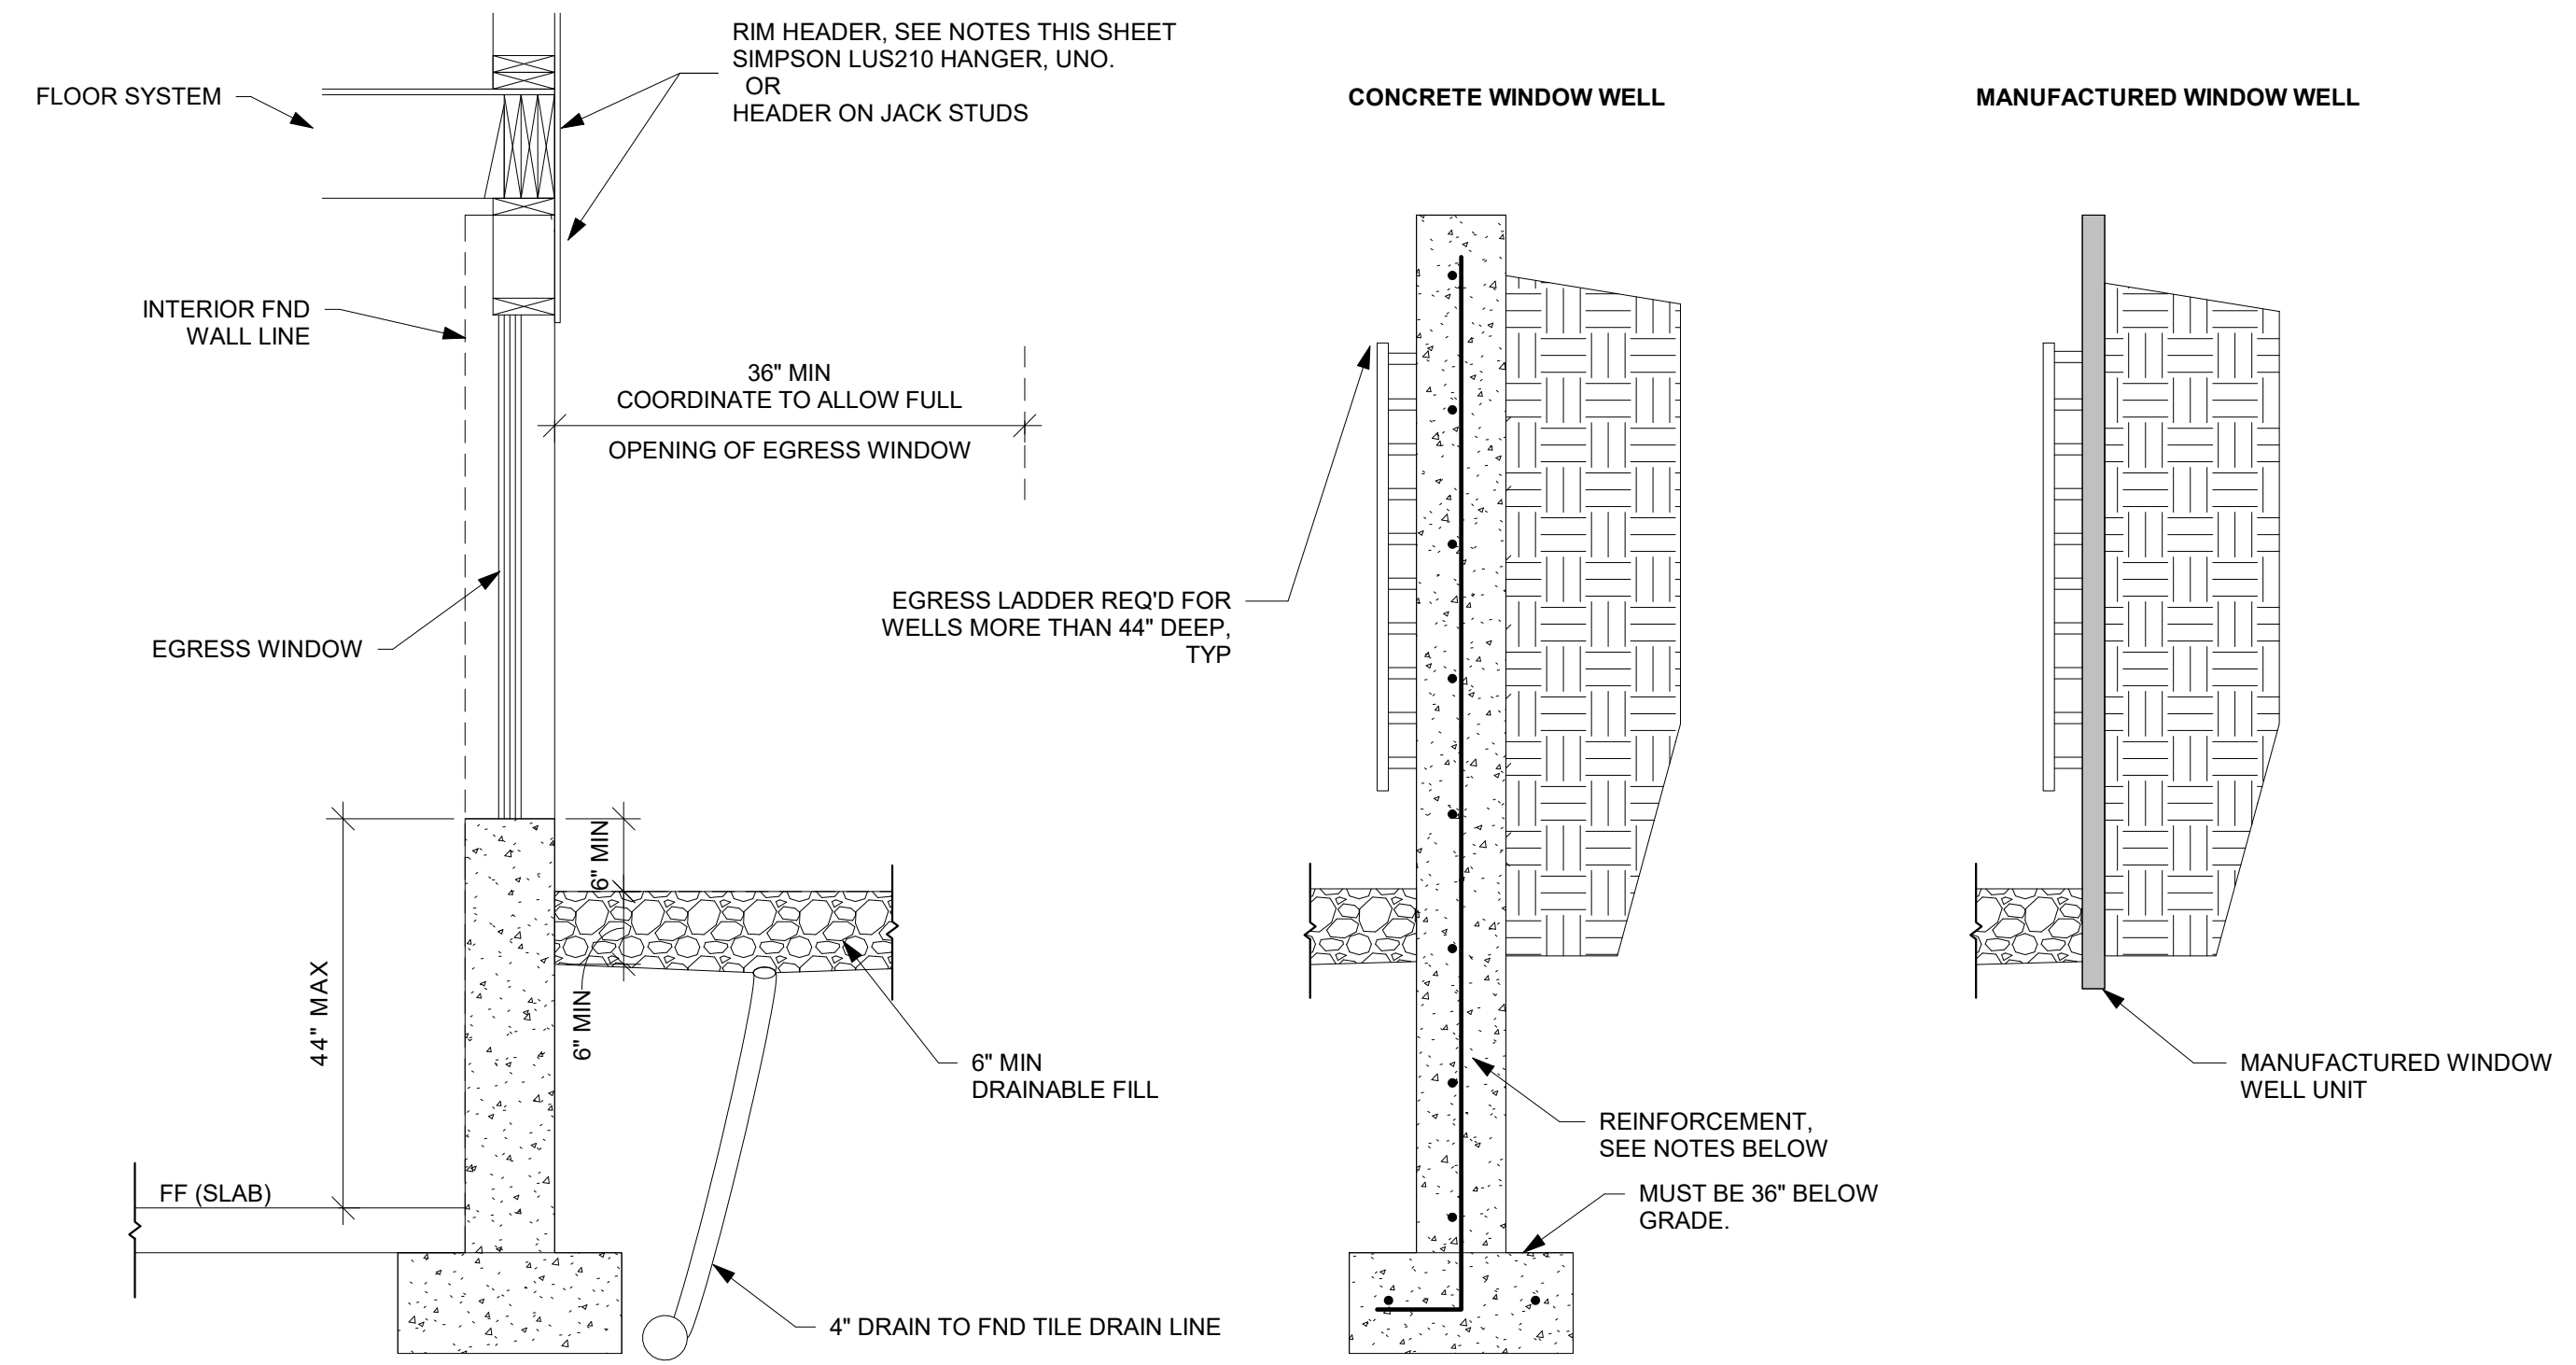 RIM HEADER, SEE NOTES THIS SHEET
SIMPSON LUS210 HANGER, UNO.
OR
HEADER ON JACK STUDS
FLOOR SYSTEM
CONCRETE WINDOW WELL
MANUFACTURED WINDOW WELL
INTERIOR FND
WALL LINE
36" MIN
COORDINATE TO ALLOW FULL
OPENING OF EGRESS WINDOW
EGRESS WINDOW
EGRESS LADDER REQ'D FOR
WELLS MORE THAN 44" DEEP,
TYP
6" MIN
6" MIN
44" MAX
6" MIN
DRAINABLE FILL
MANUFACTURED WINDOW
WELL UNIT
REINFORCEMENT,
SEE NOTES BELOW
FF (SLAB)
MUST BE 36" BELOW
GRADE.
4" DRAIN TO FND TILE DRAIN LINE